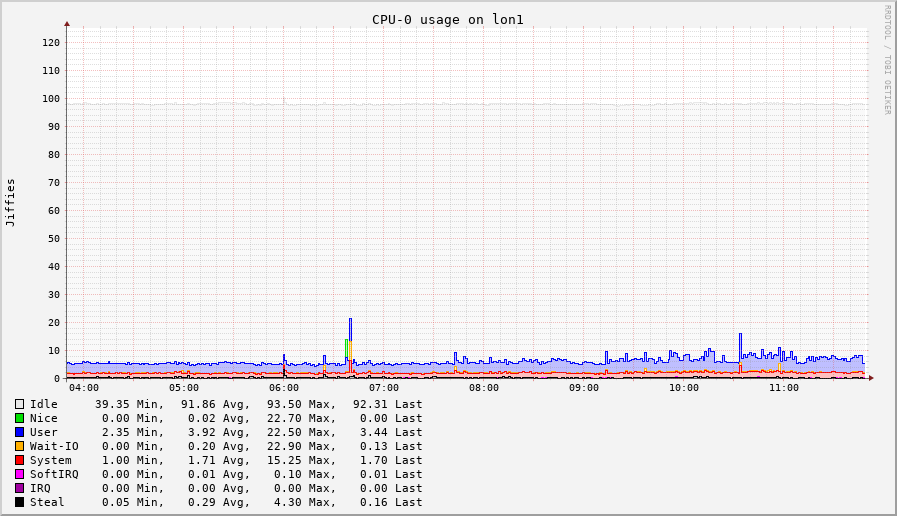 CPU-0 usage on lon1
RRDTOOL / TOBI OETIKER
Jiffies
120
110
100
90
80
70
60
50
40
30
20
10
0
04:00 05:00 06:00 07:00 08:00 09:00 10:00 11:00
Idle 39.35 Min, 91.86 Avg, 93.50 Max, 92.31 Last
Nice 0.00 Min, 0.02 Avg, 22.70 Max, 0.00 Last
User 2.35 Min, 3.92 Avg, 22.50 Max, 3.44 Last
Wait-IO 0.00 Min, 0.20 Avg, 22.90 Max, 0.13 Last
System 1.00 Min, 1.71 Avg, 15.25 Max, 1.70 Last
SoftIRQ 0.00 Min, 0.01 Avg, 0.10 Max, 0.01 Last
IRQ 0.00 Min, 0.00 Avg, 0.00 Max, 0.00 Last
Steal 0.05 Min, 0.29 Avg, 4.30 Max, 0.16 Last